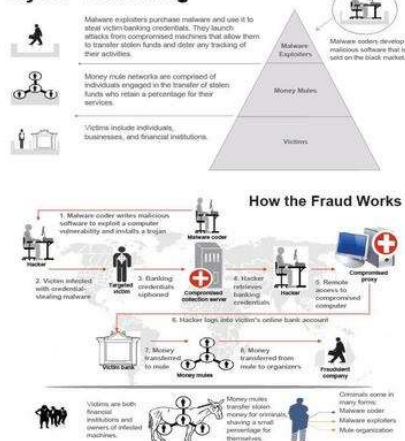 Malware exploiters purchase malware and use it to
steal victim banking credentials. They launch
attacks from compromised machines that allow them
to transfer stolen funds and deter any tracking of
their activities.
Malware
Exploiters
Malware coders develop
malicious software that is
sold on the black market.
Money mule networks are comprised of
individuals engaged in the transfer of stolen
funds who retain a percentage for their
services.
Money Mules
Victims include individuals,
businesses, and financial institutions.
Victims
How the Fraud Works
1. Malware coder writes malicious
software to exploit a computer
vulnerability and installs a trojan
Malware coder
Hacker
2. Victim infected
with credential-
stealing malware
Targeted
victim
3. Banking
credentials
siphoned
Compromised
collection server
4. Hacker
retrieves
banking
credentials
Hacker
5. Remote
access to
compromised
computer
Compromised
proxy
6. Hacker logs into victim's online bank account
Victim bank
7. Money
transferred
to mule
Money mules
8. Money
transferred from
mule to organizers
Fraudulent
company
Victims are both
financial
institutions and
owners of infected
machines.
Money mules
transfer stolen
money for criminals,
shaving a small
percentage for
themselves.
Criminals come in
many forms:
Malware coder
Malware exploiters
Mule organization